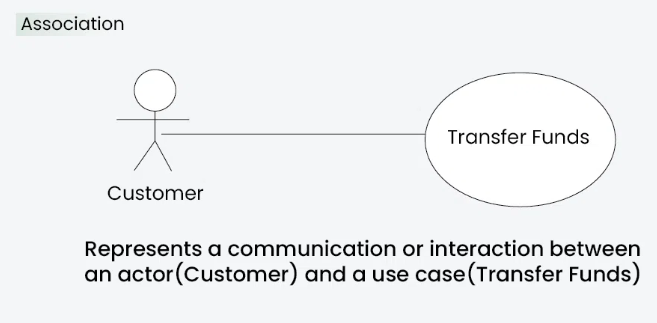 Association
Transfer Funds
Customer
Represents a communication or interaction between
an actor(Customer) and a use case(Transfer Funds)